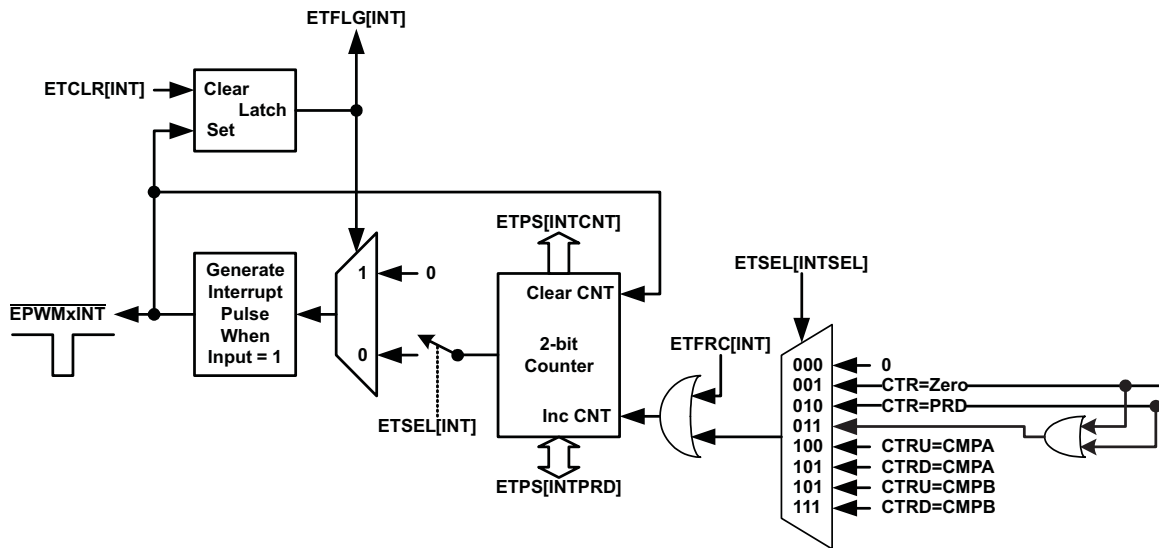 ETFLG[INT]
ETCLR[INT]
Clear
Latch
Set
ETPS[INTCNT]
ETSEL[INTSEL]
Generate
Interrupt
Pulse
When
Input = 1
1
0
0
EPWMxINT
Clear CNT
2-bit
Counter
Inc CNT
ETSEL[INT]
ETPS[INTPRD]
ETFRC[INT]
000
0
001
CTR=Zero
010
CTR=PRD
011
100
CTRU=CMPA
101
CTRD=CMPA
101
CTRU=CMPB
111
CTRD=CMPB